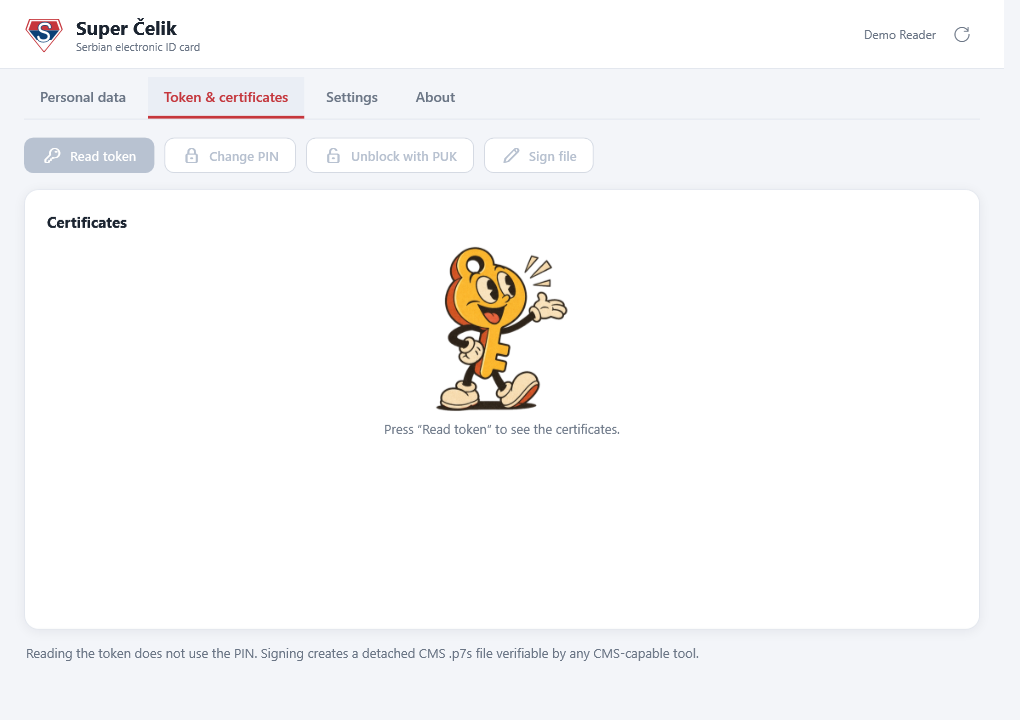 S
Super Čelik
Serbian electronic ID card
Demo Reader
Personal data
Token & certificates
Settings
About
Read token
Change PIN
Unblock with PUK
Sign file
Certificates
Press "Read token" to see the certificates.
Reading the token does not use the PIN. Signing creates a detached CMS .p7s file verifiable by any CMS-capable tool.